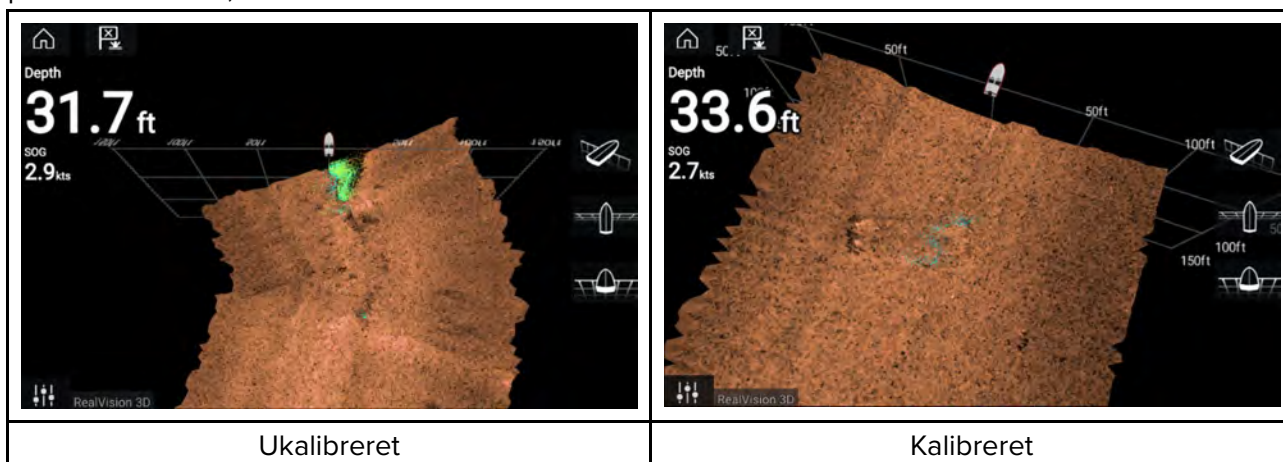 Depth
31.7 ft
SOG
2.9 kts
RealVision 3D
Ukalibreret
50ft
Depth
33.6 ft
50ft
SOG
2.7 kts
100ft
100ft
150ft
RealVision 3D
Kalibreret